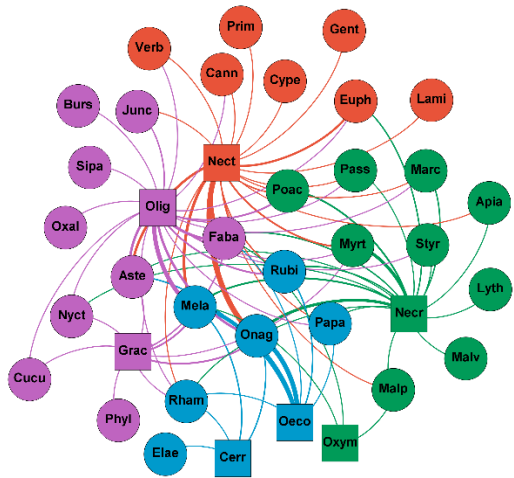 Prim
Gent
Verb
Cann
Cype
Burs
Junc
Euph
Lami
Sipa
Nect
Pass
Marc
Poac
Olig
Apia
Oxal
Faba
Myrt
Styr
Aste
Rubi
Lyth
Nyct
Mela
Papa
Necr
Onag
Grac
Malv
Cucu
Rham
Malp
Phyl
Oeco
Oxym
Elae
Cerr